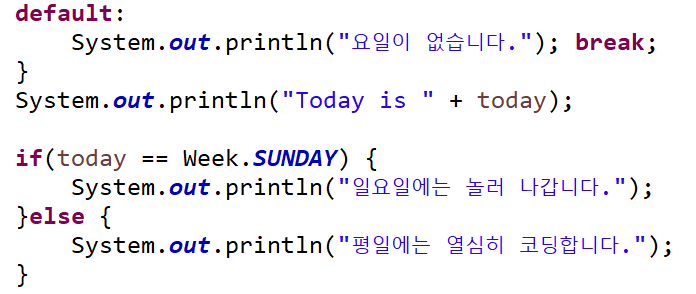 default:
    System.out.println("요일이 없습니다."); break;
}
System.out.println("Today is " + today);

if(today == Week.SUNDAY) {
    System.out.println("일요일에는 놀러 나갑니다.");
}else {
    System.out.println("평일에는 열심히 코딩합니다.");
}